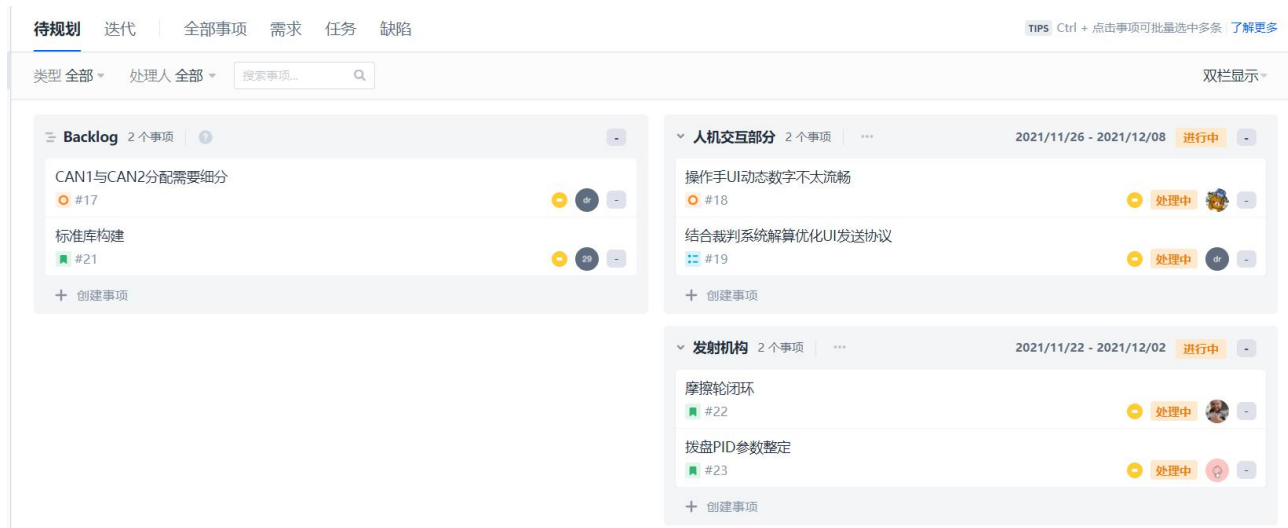 待规划 迭代 全部事项 需求 任务 缺陷 TIPS Ctrl + 点击事项可批量选中多条 了解更多
类型 全部 处理人 全部 搜索事项... 双栏显示
Backlog 2 个事项 ? -
CAN1与CAN2分配需要细分
#17 dr -
标准库构建
#21 29 -
+ 创建事项
人机交互部分 2 个事项 ... 2021/11/26 - 2021/12/08 进行中 -
操作手UI动态数字不太流畅
#18 处理中 -
结合裁判系统解算优化UI发送协议
#19 处理中 dr -
+ 创建事项
发射机构 2 个事项 ... 2021/11/22 - 2021/12/02 进行中 -
摩擦轮闭环
#22 处理中 -
拨盘PID参数整定
#23 处理中 -
+ 创建事项